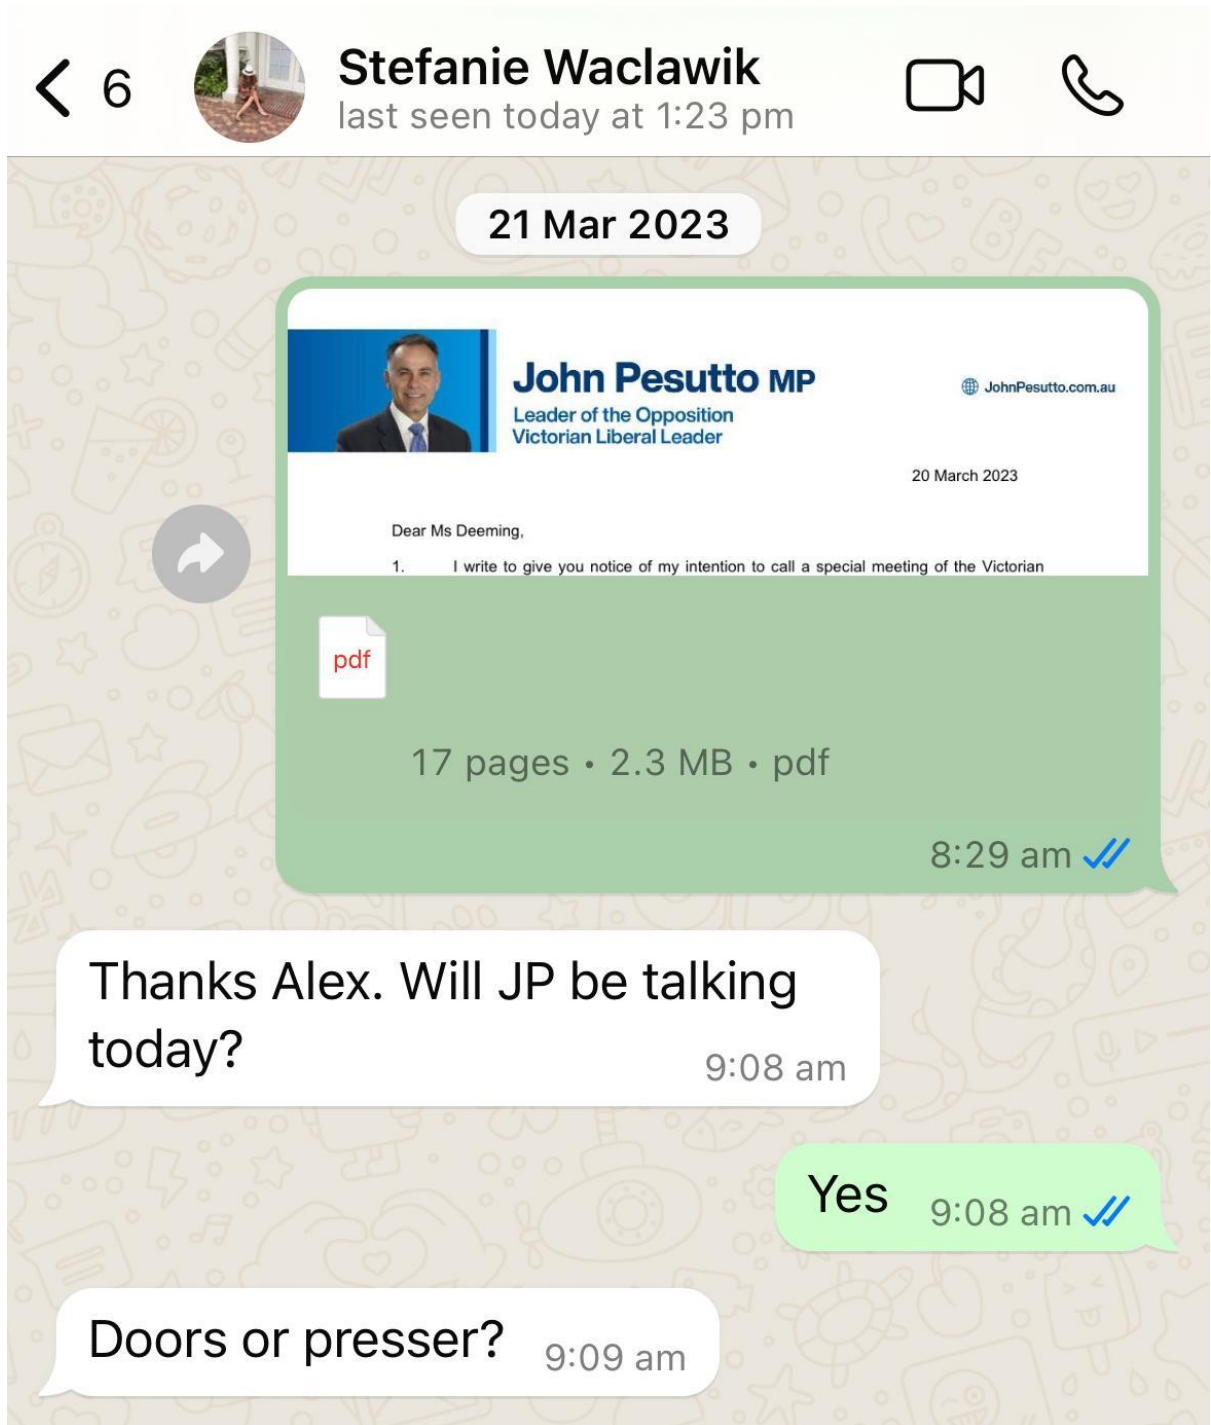 6
Stefanie Waclawik
last seen today at 1:23 pm
21 Mar 2023
John Pesutto MP
JohnPesutto.com.au
Leader of the Opposition
Victorian Liberal Leader
20 March 2023
Dear Ms Deeming,
1. I write to give you notice of my intention to call a special meeting of the Victorian
pdf
17 pages • 2.3 MB • pdf
8:29 am
Thanks Alex. Will JP be talking
today?
9:08 am
Yes
9:08 am
Doors or presser?
9:09 am